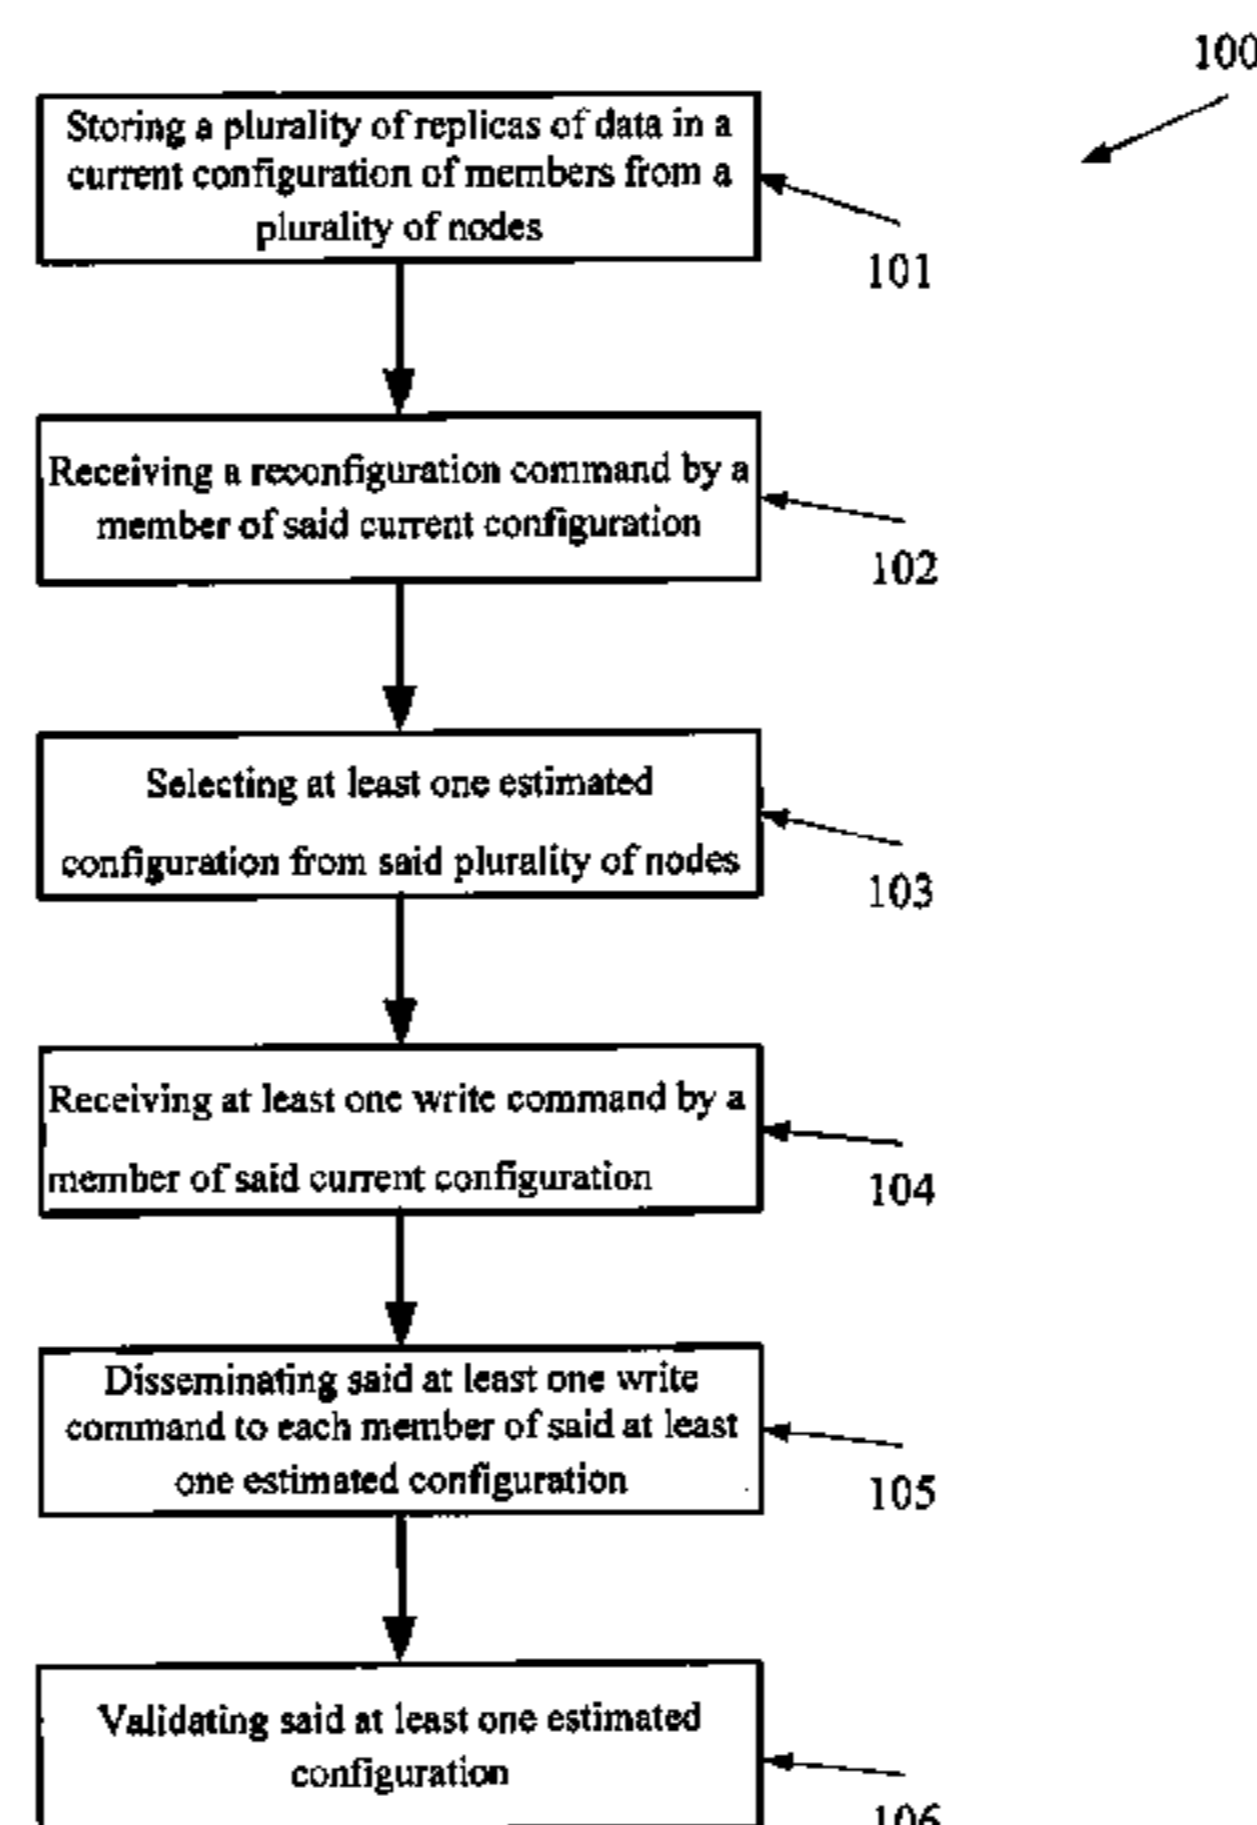 100
Storing a plurality of replicas of data in a
current configuration of members from a
plurality of nodes
101
Receiving a reconfiguration command by a
member of said current configuration
102
Selecting at least one estimated
configuration from said plurality of nodes
103
Receiving at least one write command by a
member of said current configuration
104
Disseminating said at least one write
command to each member of said at least
one estimated configuration
105
Validating said at least one estimated
configuration
106